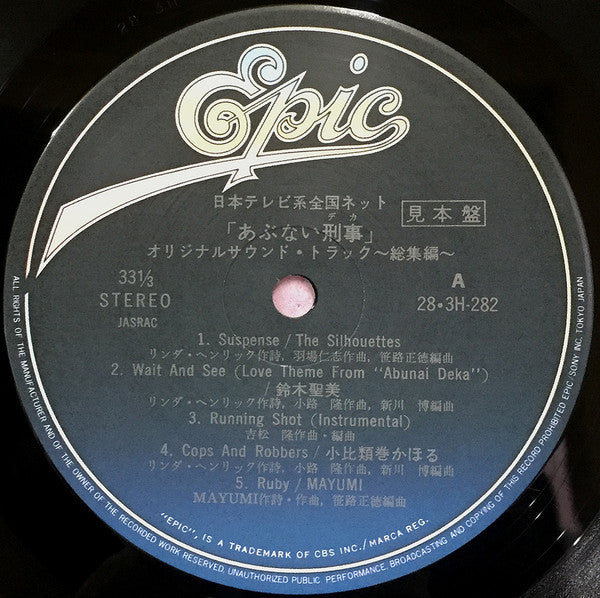 Epic
日本テレビ系全国ネット
見本盤
デカ
「あぶない刑事」
オリジナルサウンド・トラック～総集編～
33⅓
STEREO
JASRAC
A
28・3H-282
1. Suspense / The Silhouettes
リンダ・ヘンリック作詩, 羽場仁志作曲, 笹路正徳編曲
2. Wait And See (Love Theme From "Abunai Deka")
/ 鈴木聖美
リンダ・ヘンリック作詩, 小路 隆作曲, 新川 博編曲
3. Running Shot (Instrumental)
吉松 隆作曲・編曲
4. Cops And Robbers / 小比類巻かほる
リンダ・ヘンリック作詩, 小路 隆作曲, 新川 博編曲
5. Ruby / MAYUMI
MAYUMI作詩・作曲, 笹路正徳編曲
"EPIC", IS A TRADEMARK OF CBS INC./MARCA REG.
ALL RIGHTS OF THE MANUFACTURER AND OF THE OWNER OF THE RECORDED WORK RESERVED. UNAUTHORIZED PUBLIC PERFORMANCE, BROADCASTING AND COPYING OF THIS RECORD PROHIBITED EPIC/SONY INC. TOKYO JAPAN